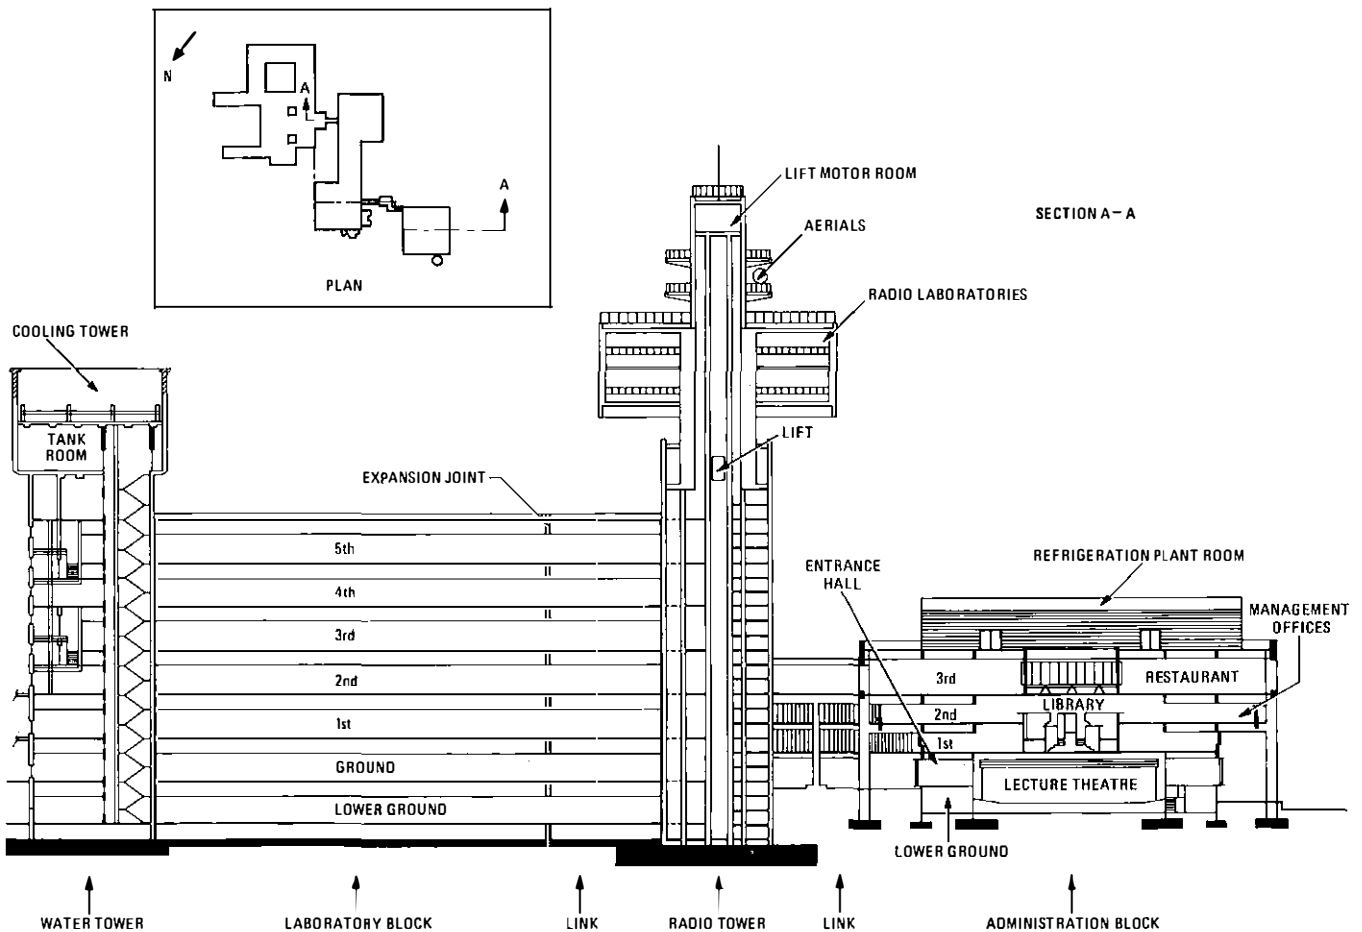 N
A
A
PLAN
SECTION A-A
LIFT MOTOR ROOM
AERIALS
RADIO LABORATORIES
COOLING TOWER
TANK
ROOM
LIFT
EXPANSION JOINT
5th
4th
3rd
2nd
1st
GROUND
LOWER GROUND
ENTRANCE
HALL
REFRIGERATION PLANT ROOM
MANAGEMENT
OFFICES
3rd
RESTAURANT
LIBRARY
2nd
1st
LECTURE THEATRE
LOWER GROUND
WATER TOWER
LABORATORY BLOCK
LINK
RADIO TOWER
LINK
ADMINISTRATION BLOCK